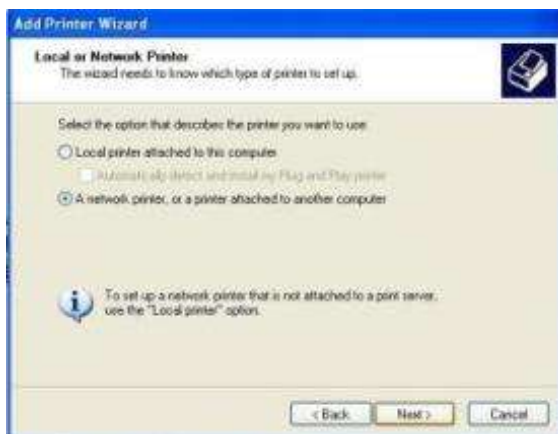 Add Printer Wizard
Local or Network Printer
The wizard needs to know which type of printer to set up.
Select the option that describes the printer you want to use:
Local printer attached to this computer
Automatically detect and install my Plug and Play printer
A network printer, or a printer attached to another computer
To set up a network printer that is not attached to a print server,
use the "Local printer" option.
< Back
Next >
Cancel